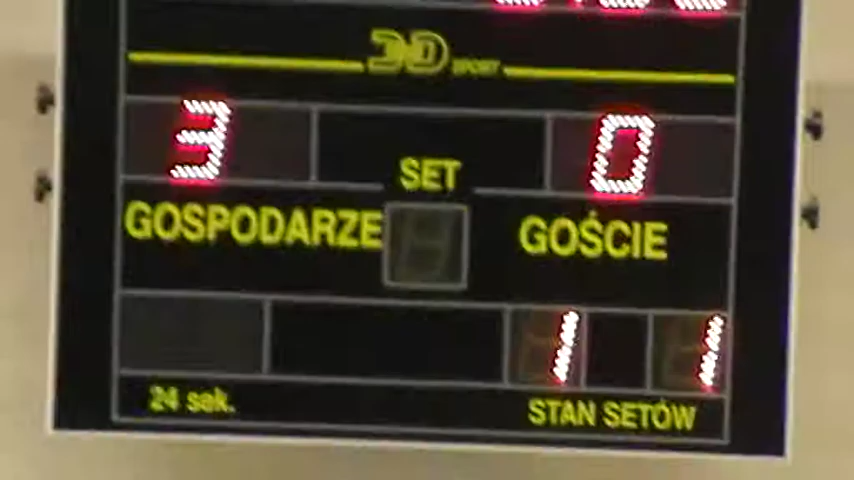 3D SPORT
3 0
SET
GOSPODARZE GOŚCIE
1 1
24 sek. STAN SETÓW